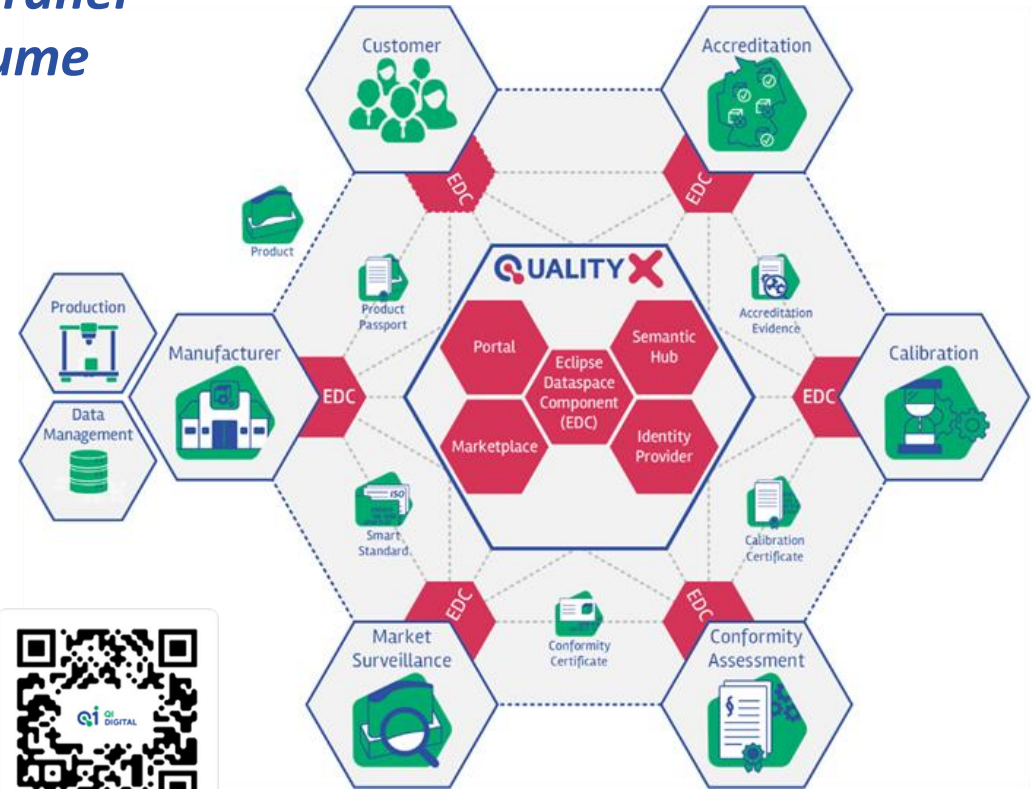 ume
Customer
Accreditation
EDC
EDC
Product
QUALITYX
Product
Passport
Accreditation
Evidence
Production
Portal
Semantic
Hub
Manufacturer
Calibration
Eclipse
Dataspace
Component
(EDC)
EDC
EDC
Data
Management
Marketplace
Identity
Provider
ISO
Smart
Standard
Calibration
Certificate
EDC
EDC
Market
Surveillance
Conformity
Certificate
Conformity
Assessment
§
QI QI
DIGITAL